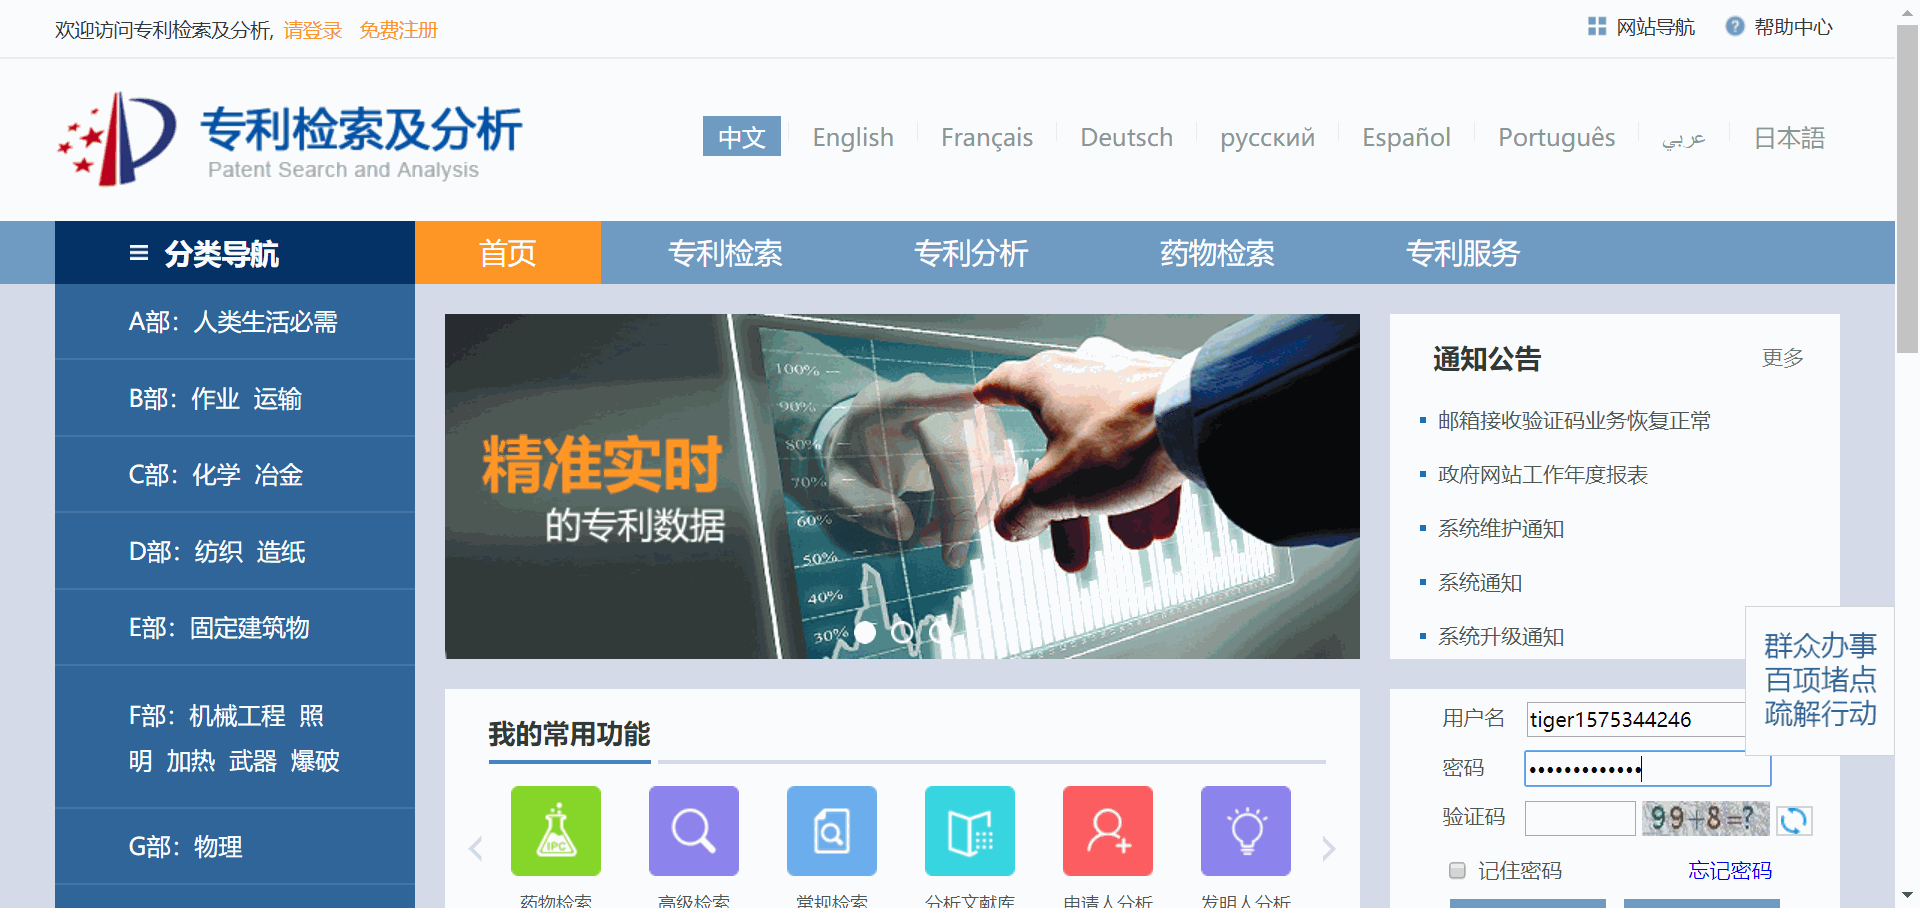 欢迎访问专利检索及分析, 请登录 免费注册
网站导航 帮助中心
专利检索及分析
Patent Search and Analysis
中文 English Français Deutsch русский Español Português عربي 日本語
分类导航 首页 专利检索 专利分析 药物检索 专利服务
A部：人类生活必需
B部：作业 运输
C部：化学 冶金
D部：纺织 造纸
E部：固定建筑物
F部：机械工程 照
明 加热 武器 爆破
G部：物理
精准实时
的专利数据
100%
90%
80%
70%
60%
50%
40%
30%
通知公告 更多
邮箱接收验证码业务恢复正常
政府网站工作年度报表
系统维护通知
系统通知
系统升级通知
群众办事
百项堵点
疏解行动
我的常用功能
IPC
药物检索 高级检索 常规检索 分析文献库 申请人分析 发明人分析
用户名 tiger1575344246
密码 •••••••••••••
验证码 99+8=?
记住密码 忘记密码